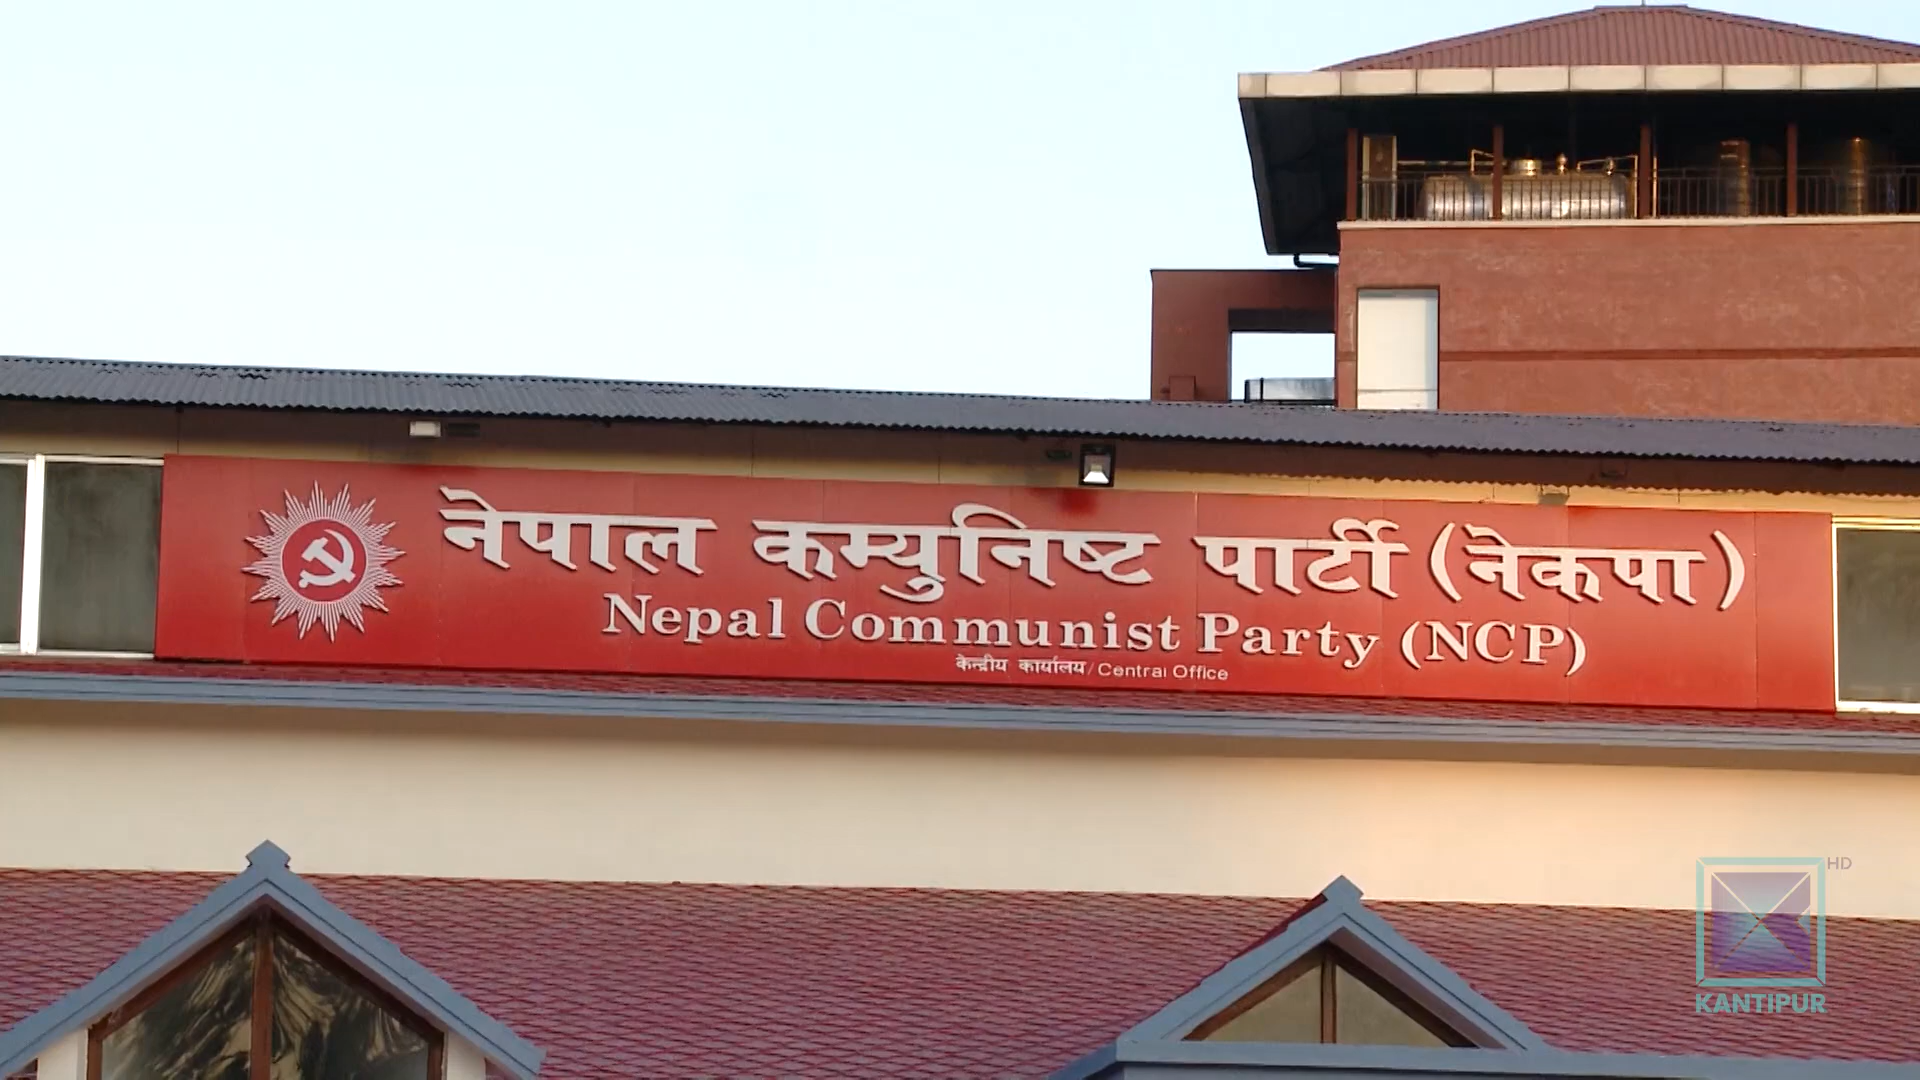 नेपाल कम्युनिष्ट पार्टी (नेकपा)
Nepal Communist Party (NCP)
केन्द्रीय कार्यालय/Central Office
HD
KANTIPUR